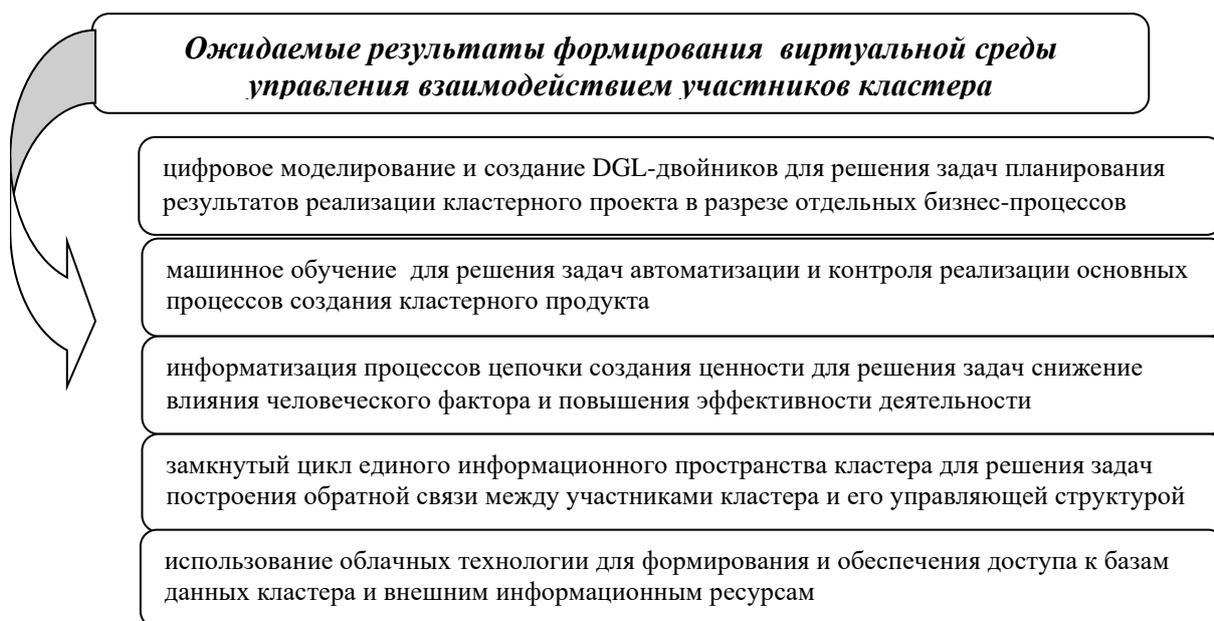 Ожидаемые результаты формирования виртуальной среды
управления взаимодействием участников кластера
цифровое моделирование и создание DGL-двойников для решения задач планирования
результатов реализации кластерного проекта в разрезе отдельных бизнес-процессов
машинное обучение для решения задач автоматизации и контроля реализации основных
процессов создания кластерного продукта
информатизация процессов цепочки создания ценности для решения задач снижение
влияния человеческого фактора и повышения эффективности деятельности
замкнутый цикл единого информационного пространства кластера для решения задач
построения обратной связи между участниками кластера и его управляющей структурой
использование облачных технологии для формирования и обеспечения доступа к базам
данных кластера и внешним информационным ресурсам